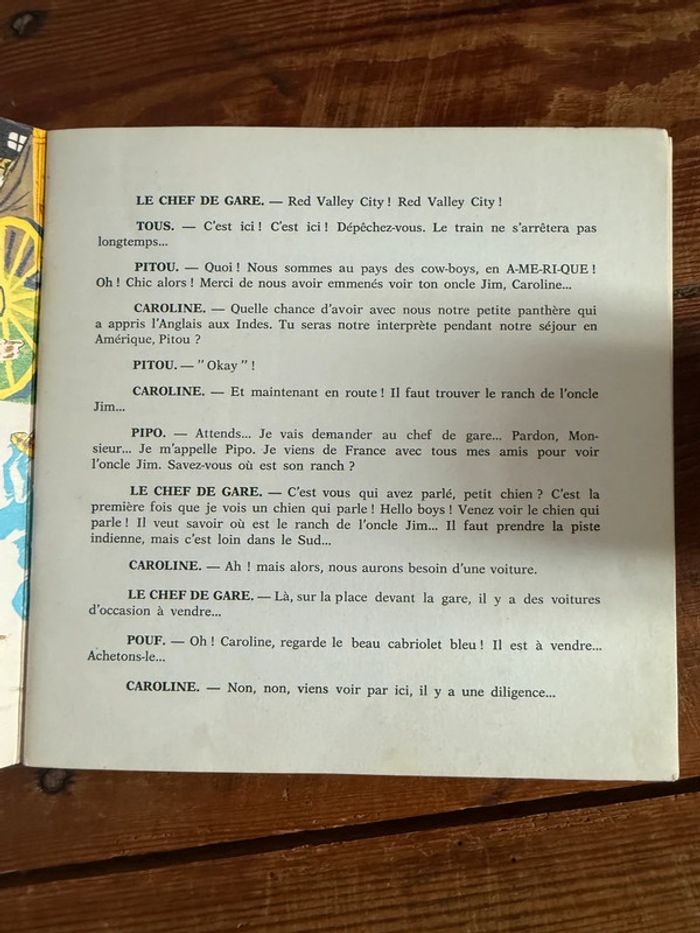 LE CHEF DE GARE. — Red Valley City ! Red Valley City !
TOUS. — C'est ici ! C'est ici ! Dépêchez-vous. Le train ne s'arrêtera pas
longtemps...
PITOU. — Quoi ! Nous sommes au pays des cow-boys, en A-ME-RI-QUE !
Oh ! Chic alors ! Merci de nous avoir emmenés voir ton oncle Jim, Caroline...
CAROLINE. — Quelle chance d'avoir avec nous notre petite panthère qui
a appris l'Anglais aux Indes. Tu seras notre interprète pendant notre séjour en
Amérique, Pitou ?
PITOU. — " Okay " !
CAROLINE. — Et maintenant en route ! Il faut trouver le ranch de l'oncle
Jim...
PIPO. — Attends... Je vais demander au chef de gare... Pardon, Mon-
sieur... Je m'appelle Pipo. Je viens de France avec tous mes amis pour voir
l'oncle Jim. Savez-vous où est son ranch ?
LE CHEF DE GARE. — C'est vous qui avez parlé, petit chien ? C'est la
première fois que je vois un chien qui parle ! Hello boys ! Venez voir le chien qui
parle ! Il veut savoir où est le ranch de l'oncle Jim... Il faut prendre la piste
indienne, mais c'est loin dans le Sud...
CAROLINE. — Ah ! mais alors, nous aurons besoin d'une voiture.
LE CHEF DE GARE. — Là, sur la place devant la gare, il y a des voitures
d'occasion à vendre...
POUF. — Oh ! Caroline, regarde le beau cabriolet bleu ! Il est à vendre...
Achetons-le...
CAROLINE. — Non, non, viens voir par ici, il y a une diligence...